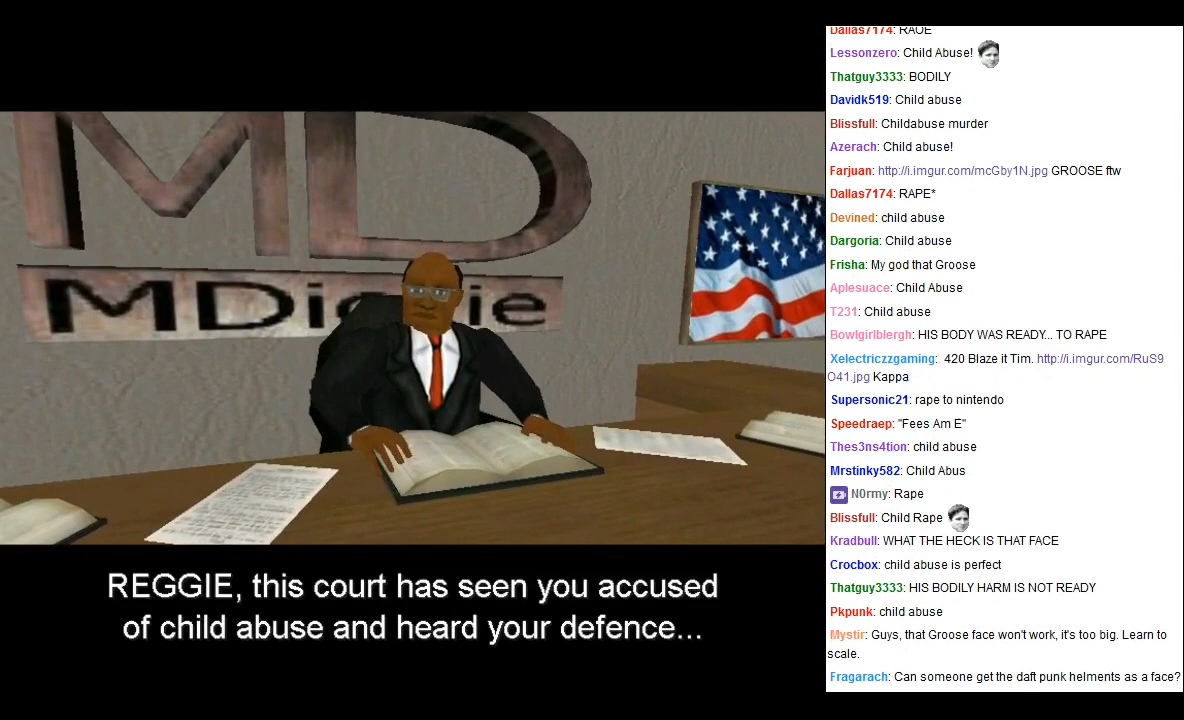 MD
MDi
ie
REGGIE, this court has seen you accused
of child abuse and heard your defence...
Dallas7174: RAOE
Lessonzero: Child Abuse!
Thatguy3333: BODILY
Davidk519: Child abuse
Blissfull: Childabuse murder
Azerach: Child abuse!
Farjuan: http://i.imgur.com/mcGby1N.jpg GROOSE ftw
Dallas7174: RAPE*
Devined: child abuse
Dargoria: Child abuse
Frisha: My god that Groose
Aplesuace: Child Abuse
T231: Child abuse
Bowlgirlblergh: HIS BODY WAS READY... TO RAPE
Xelectriczzgaming: 420 Blaze it Tim. http://i.imgur.com/RuS9
O41.jpg Kappa
Supersonic21: rape to nintendo
Speedraep: "Fees Am E"
Thes3ns4tion: child abuse
Mrstinky582: Child Abus
N0rmy: Rape
Blissfull: Child Rape
Kradbull: WHAT THE HECK IS THAT FACE
Crocbox: child abuse is perfect
Thatguy3333: HIS BODILY HARM IS NOT READY
Pkpunk: child abuse
Mystir: Guys, that Groose face won't work, it's too big. Learn to
scale.
Fragarach: Can someone get the daft punk helments as a face?